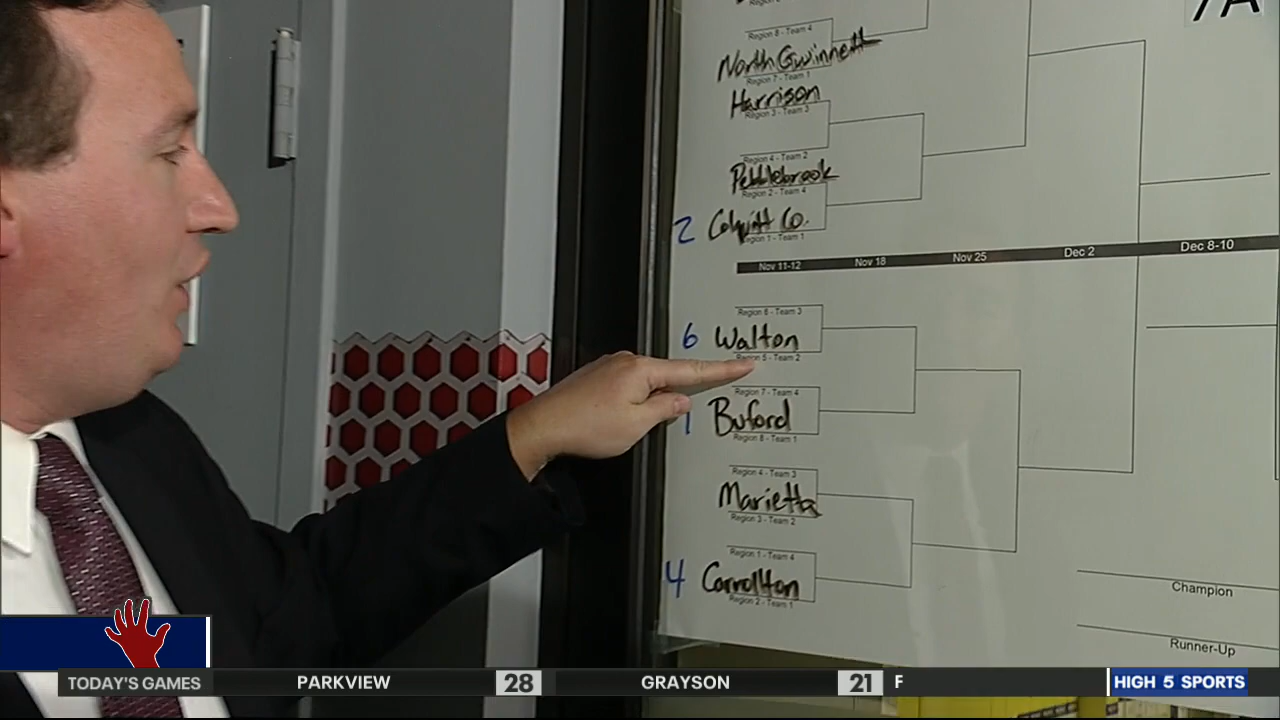 7A
Region 8 - Team 4
North Gwinnett
Region 7 - Team 1
Harrison
Region 3 - Team 3
Region 4 - Team 2
Pebblebrook
Region 2 - Team 4
2 Colquitt Co.
Region 1 - Team 1
Nov 11-12 Nov 18 Nov 25 Dec 2 Dec 8-10
Region 6 - Team 3
6 Walton
Region 5 - Team 2
Region 7 - Team 4
Buford
Region 8 - Team 1
Region 4 - Team 3
Marietta
Region 3 - Team 2
Region 1 - Team 4
4 Carrollton
Region 2 - Team 1
Champion
Runner-Up
TODAY'S GAMES PARKVIEW 28 GRAYSON 21 F HIGH 5 SPORTS